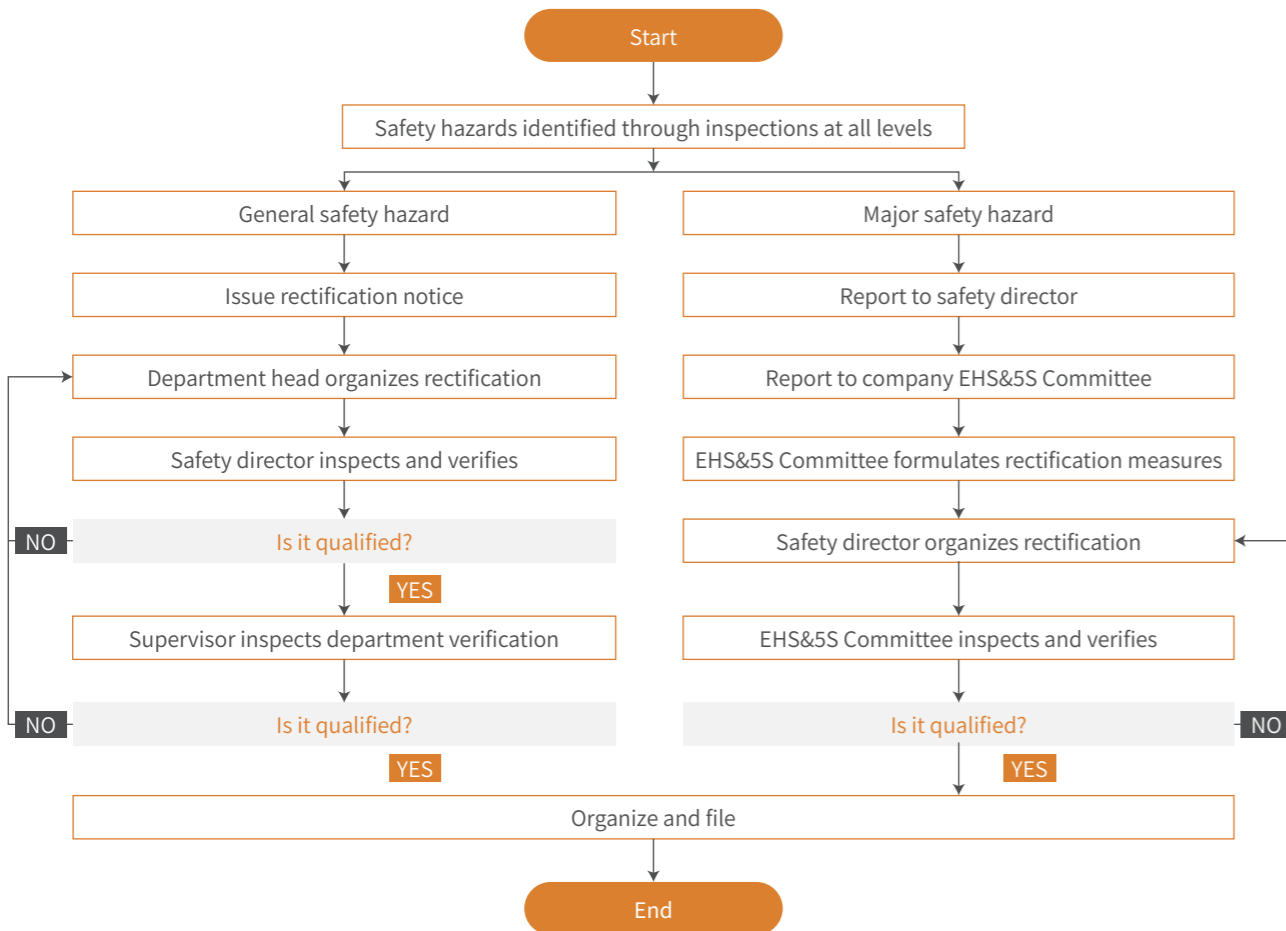 Start
Safety hazards identified through inspections at all levels
General safety hazard
Major safety hazard
Issue rectification notice
Report to safety director
Department head organizes rectification
Report to company EHS&5S Committee
Safety director inspects and verifies
EHS&5S Committee formulates rectification measures
NO
Is it qualified?
Safety director organizes rectification
YES
Supervisor inspects department verification
EHS&5S Committee inspects and verifies
NO
Is it qualified?
Is it qualified?
NO
YES
YES
Organize and file
End